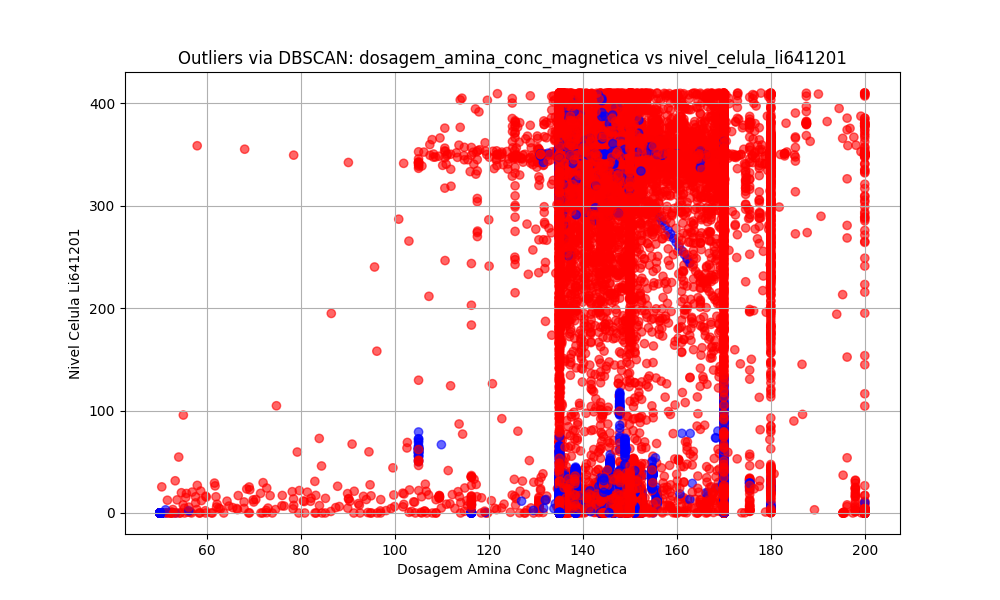 Outliers via DBSCAN: dosagem_amina_conc_magnetica vs nivel_celula_li641201
400
300
200
100
0
Nivel Celula Li641201
60 80 100 120 140 160 180 200
Dosagem Amina Conc Magnetica